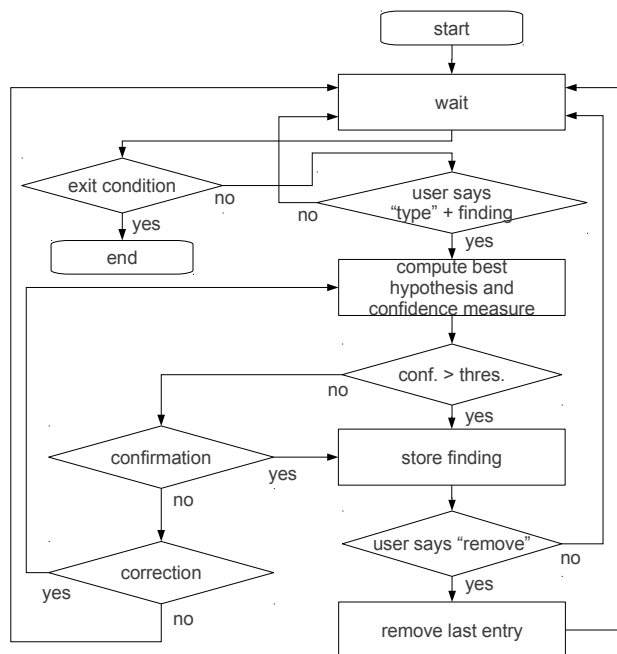 start
wait
exit condition
no
yes
end
user says
"type" + finding
no
yes
compute best
hypothesis and
confidence measure
conf. > thres.
no
yes
confirmation
yes
no
store finding
user says "remove"
no
yes
correction
yes
no
remove last entry